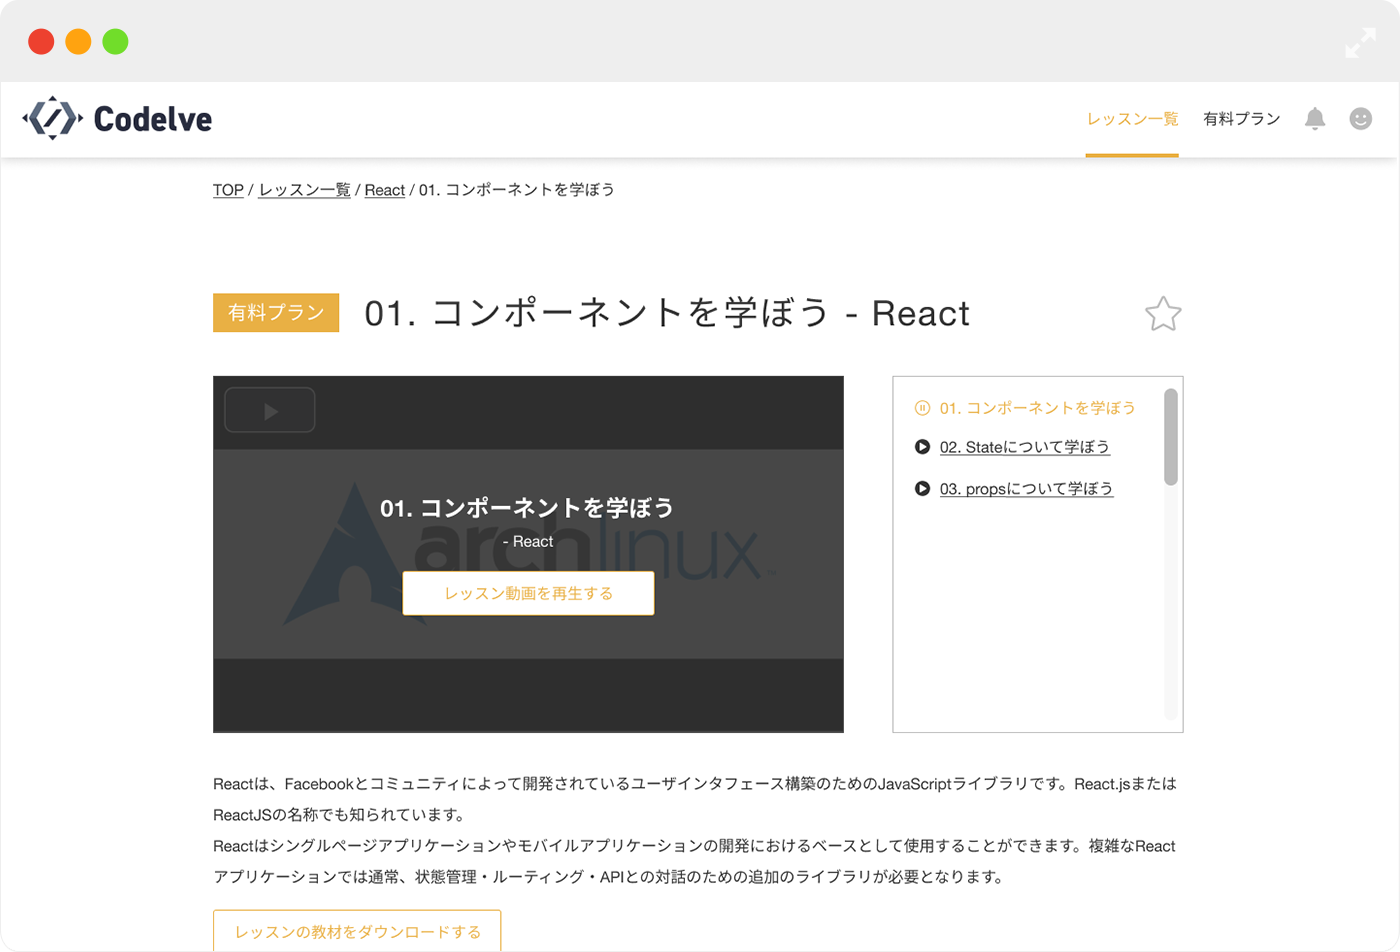 Codelve
レッスン一覧
有料プラン
TOP / レッスン一覧 / React / 01. コンポーネントを学ぼう
有料プラン
01. コンポーネントを学ぼう - React
archlinux™
01. コンポーネントを学ぼう
- React
レッスン動画を再生する
01. コンポーネントを学ぼう
02. Stateについて学ぼう
03. propsについて学ぼう
Reactは、Facebookとコミュニティによって開発されているユーザインタフェース構築のためのJavaScriptライブラリです。React.jsまたは
ReactJSの名称でも知られています。
Reactはシングルページアプリケーションやモバイルアプリケーションの開発におけるベースとして使用することができます。複雑なReact
アプリケーションでは通常、状態管理・ルーティング・APIとの対話のための追加のライブラリが必要となります。
レッスンの教材をダウンロードする